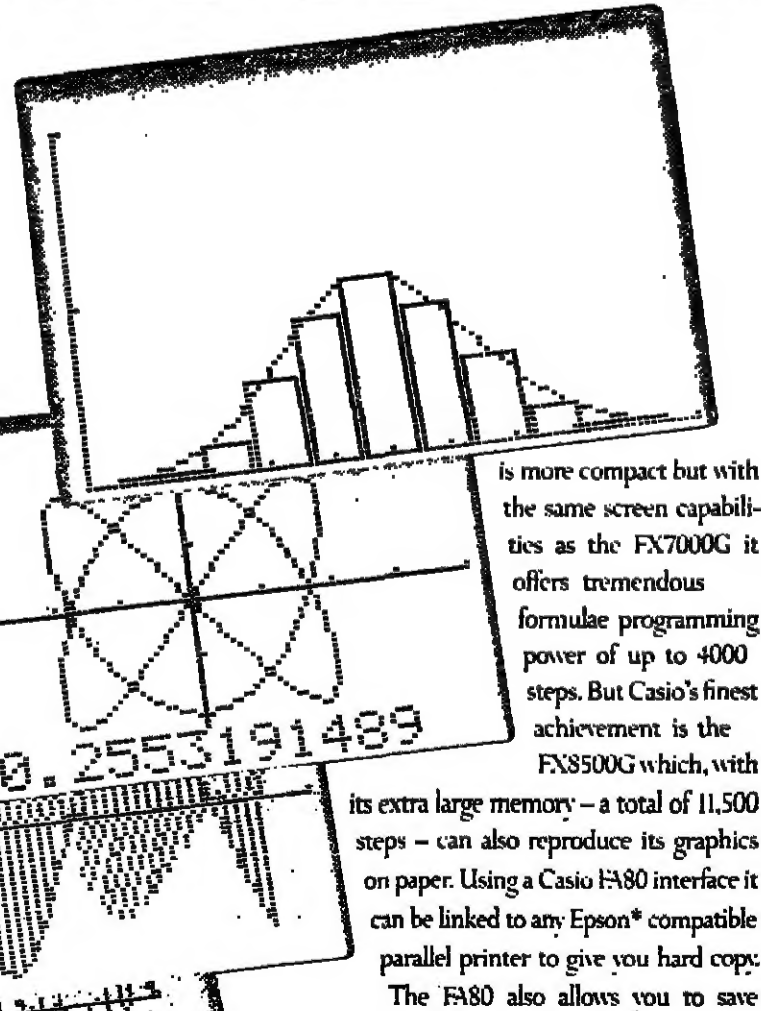 is more compact but with
the same screen capabili-
ties as the FX7000G it
offers tremendous
formulae programming
power of up to 4000
steps. But Casio's finest
achievement is the
FX8500G which, with
0.2553191489
its extra large memory – a total of 11,500
steps – can also reproduce its graphics
on paper. Using a Casio FA80 interface it
can be linked to any Epson* compatible
parallel printer to give you hard copy.
The FA80 also allows you to save